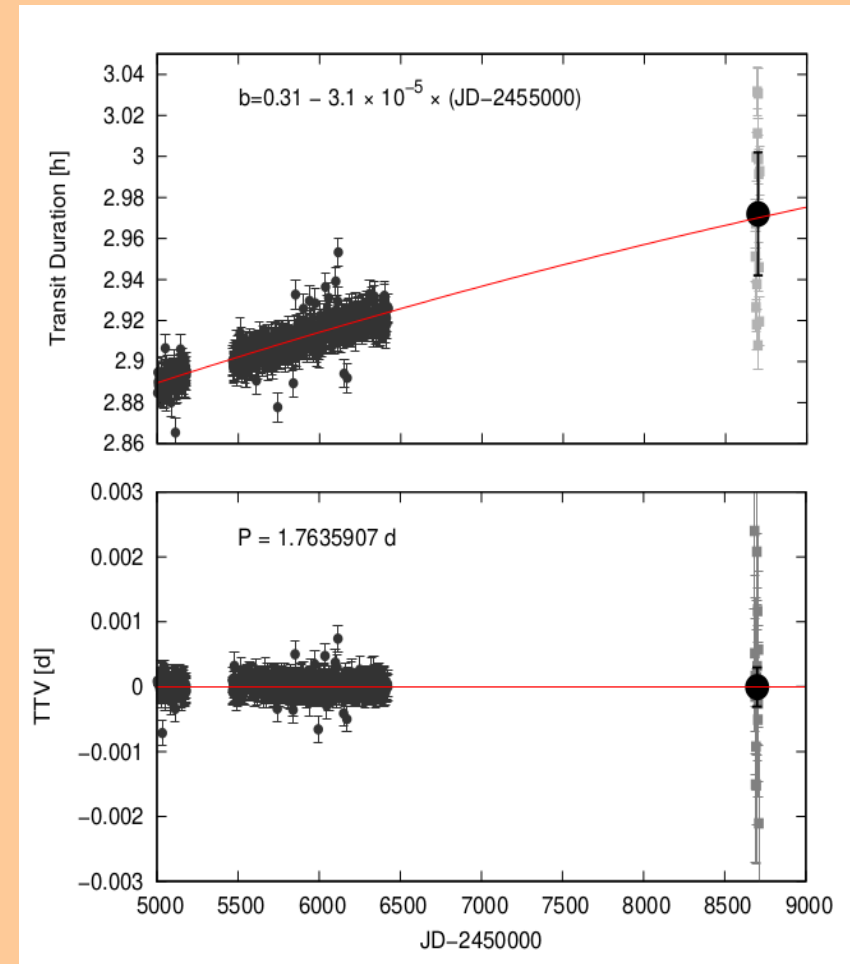 3.04
3.02
3
2.98
2.96
2.94
2.92
2.9
2.88
2.86
Transit Duration [h]
b=0.31 − 3.1 × 10⁻⁵ × (JD−2455000)
0.003
0.002
0.001
0
−0.001
−0.002
−0.003
TTV [d]
P = 1.7635907 d
5000 5500 6000 6500 7000 7500 8000 8500 9000
JD−2450000